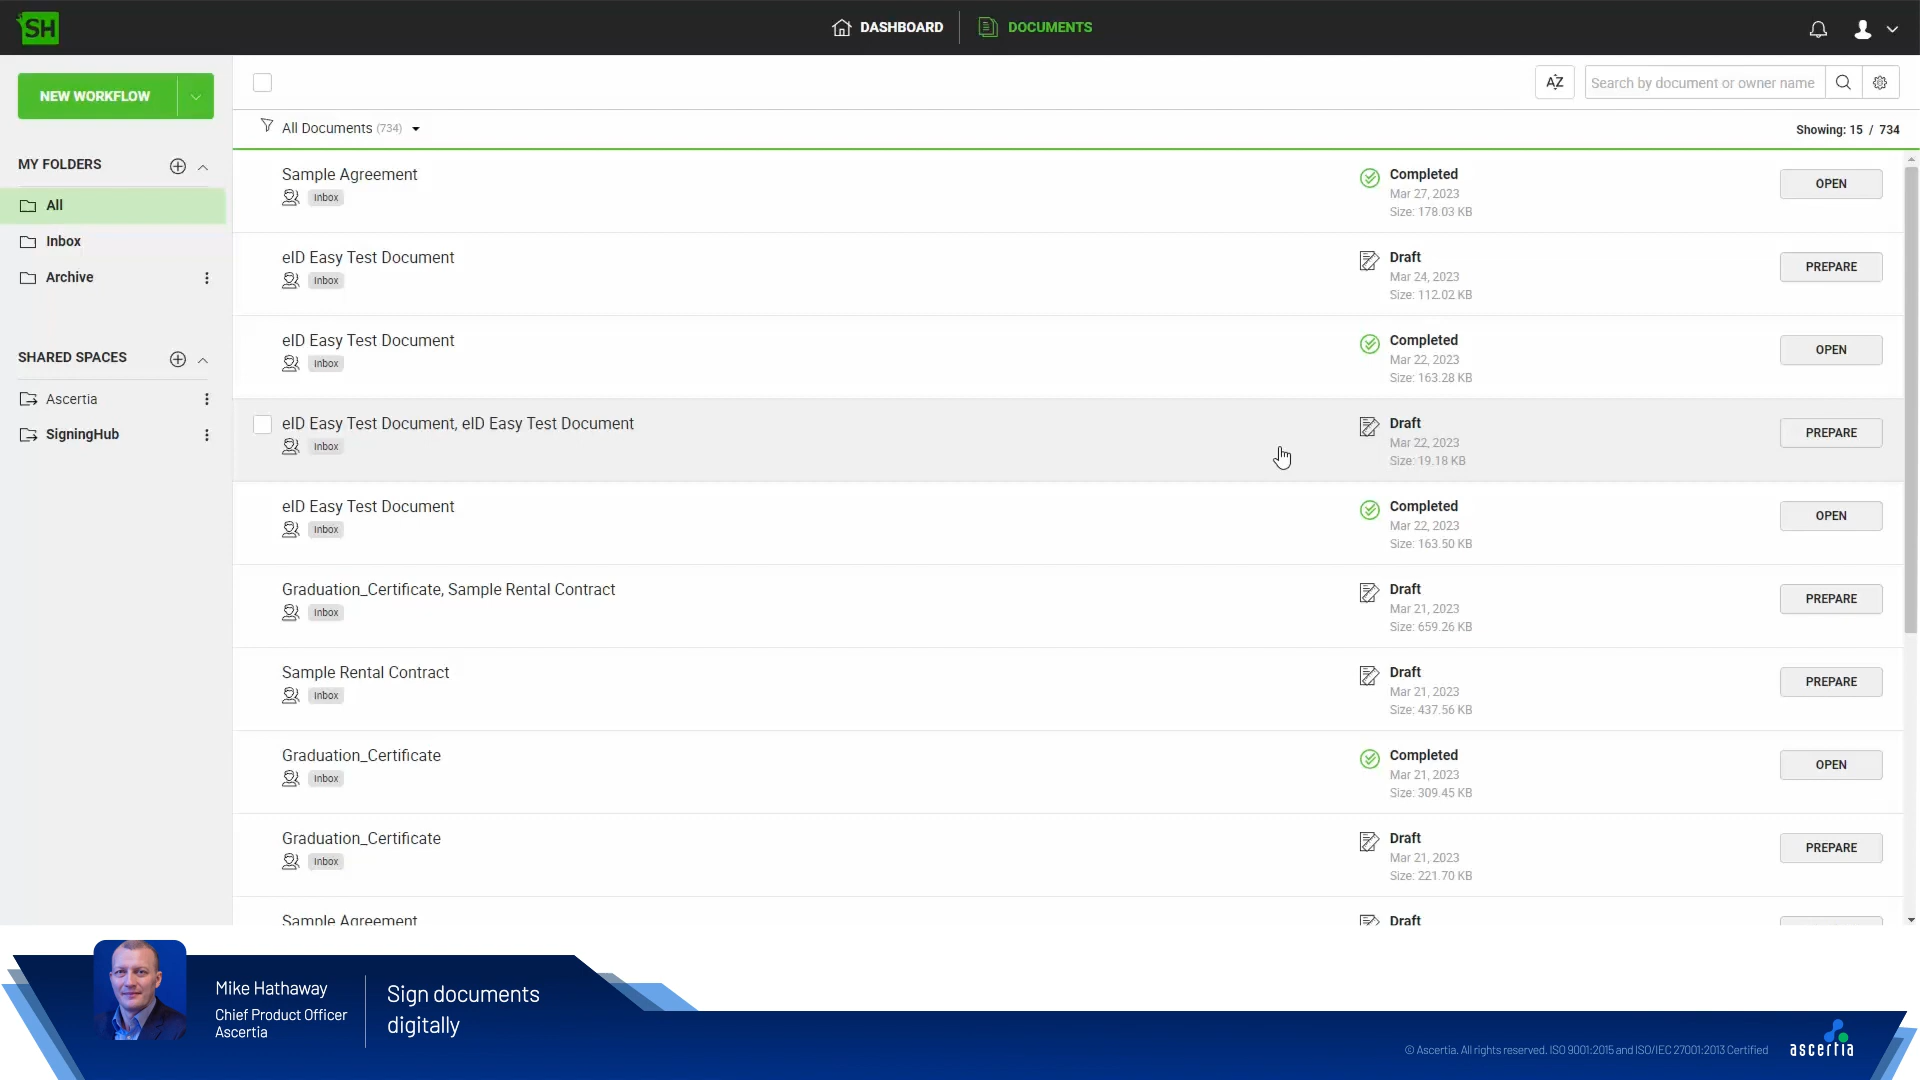 SH
DASHBOARD
DOCUMENTS
NEW WORKFLOW
AZ
Search by document or owner name
All Documents (734)
Showing: 15 / 734
MY FOLDERS
All
Inbox
Archive
SHARED SPACES
Ascertia
SigningHub
Sample Agreement
Inbox
Completed
Mar 27, 2023
Size: 178.03 KB
OPEN
eID Easy Test Document
Inbox
Draft
Mar 24, 2023
Size: 112.02 KB
PREPARE
eID Easy Test Document
Inbox
Completed
Mar 22, 2023
Size: 163.28 KB
OPEN
eID Easy Test Document, eID Easy Test Document
Inbox
Draft
Mar 22, 2023
Size: 19.18 KB
PREPARE
eID Easy Test Document
Inbox
Completed
Mar 22, 2023
Size: 163.50 KB
OPEN
Graduation_Certificate, Sample Rental Contract
Inbox
Draft
Mar 21, 2023
Size: 659.26 KB
PREPARE
Sample Rental Contract
Inbox
Draft
Mar 21, 2023
Size: 437.56 KB
PREPARE
Graduation_Certificate
Inbox
Completed
Mar 21, 2023
Size: 309.45 KB
OPEN
Graduation_Certificate
Inbox
Draft
Mar 21, 2023
Size: 221.70 KB
PREPARE
Sample Agreement
Draft
Mike Hathaway
Chief Product Officer
Ascertia
Sign documents
digitally
© Ascertia. All rights reserved. ISO 9001:2015 and ISO/IEC 27001:2013 Certified
ascertia